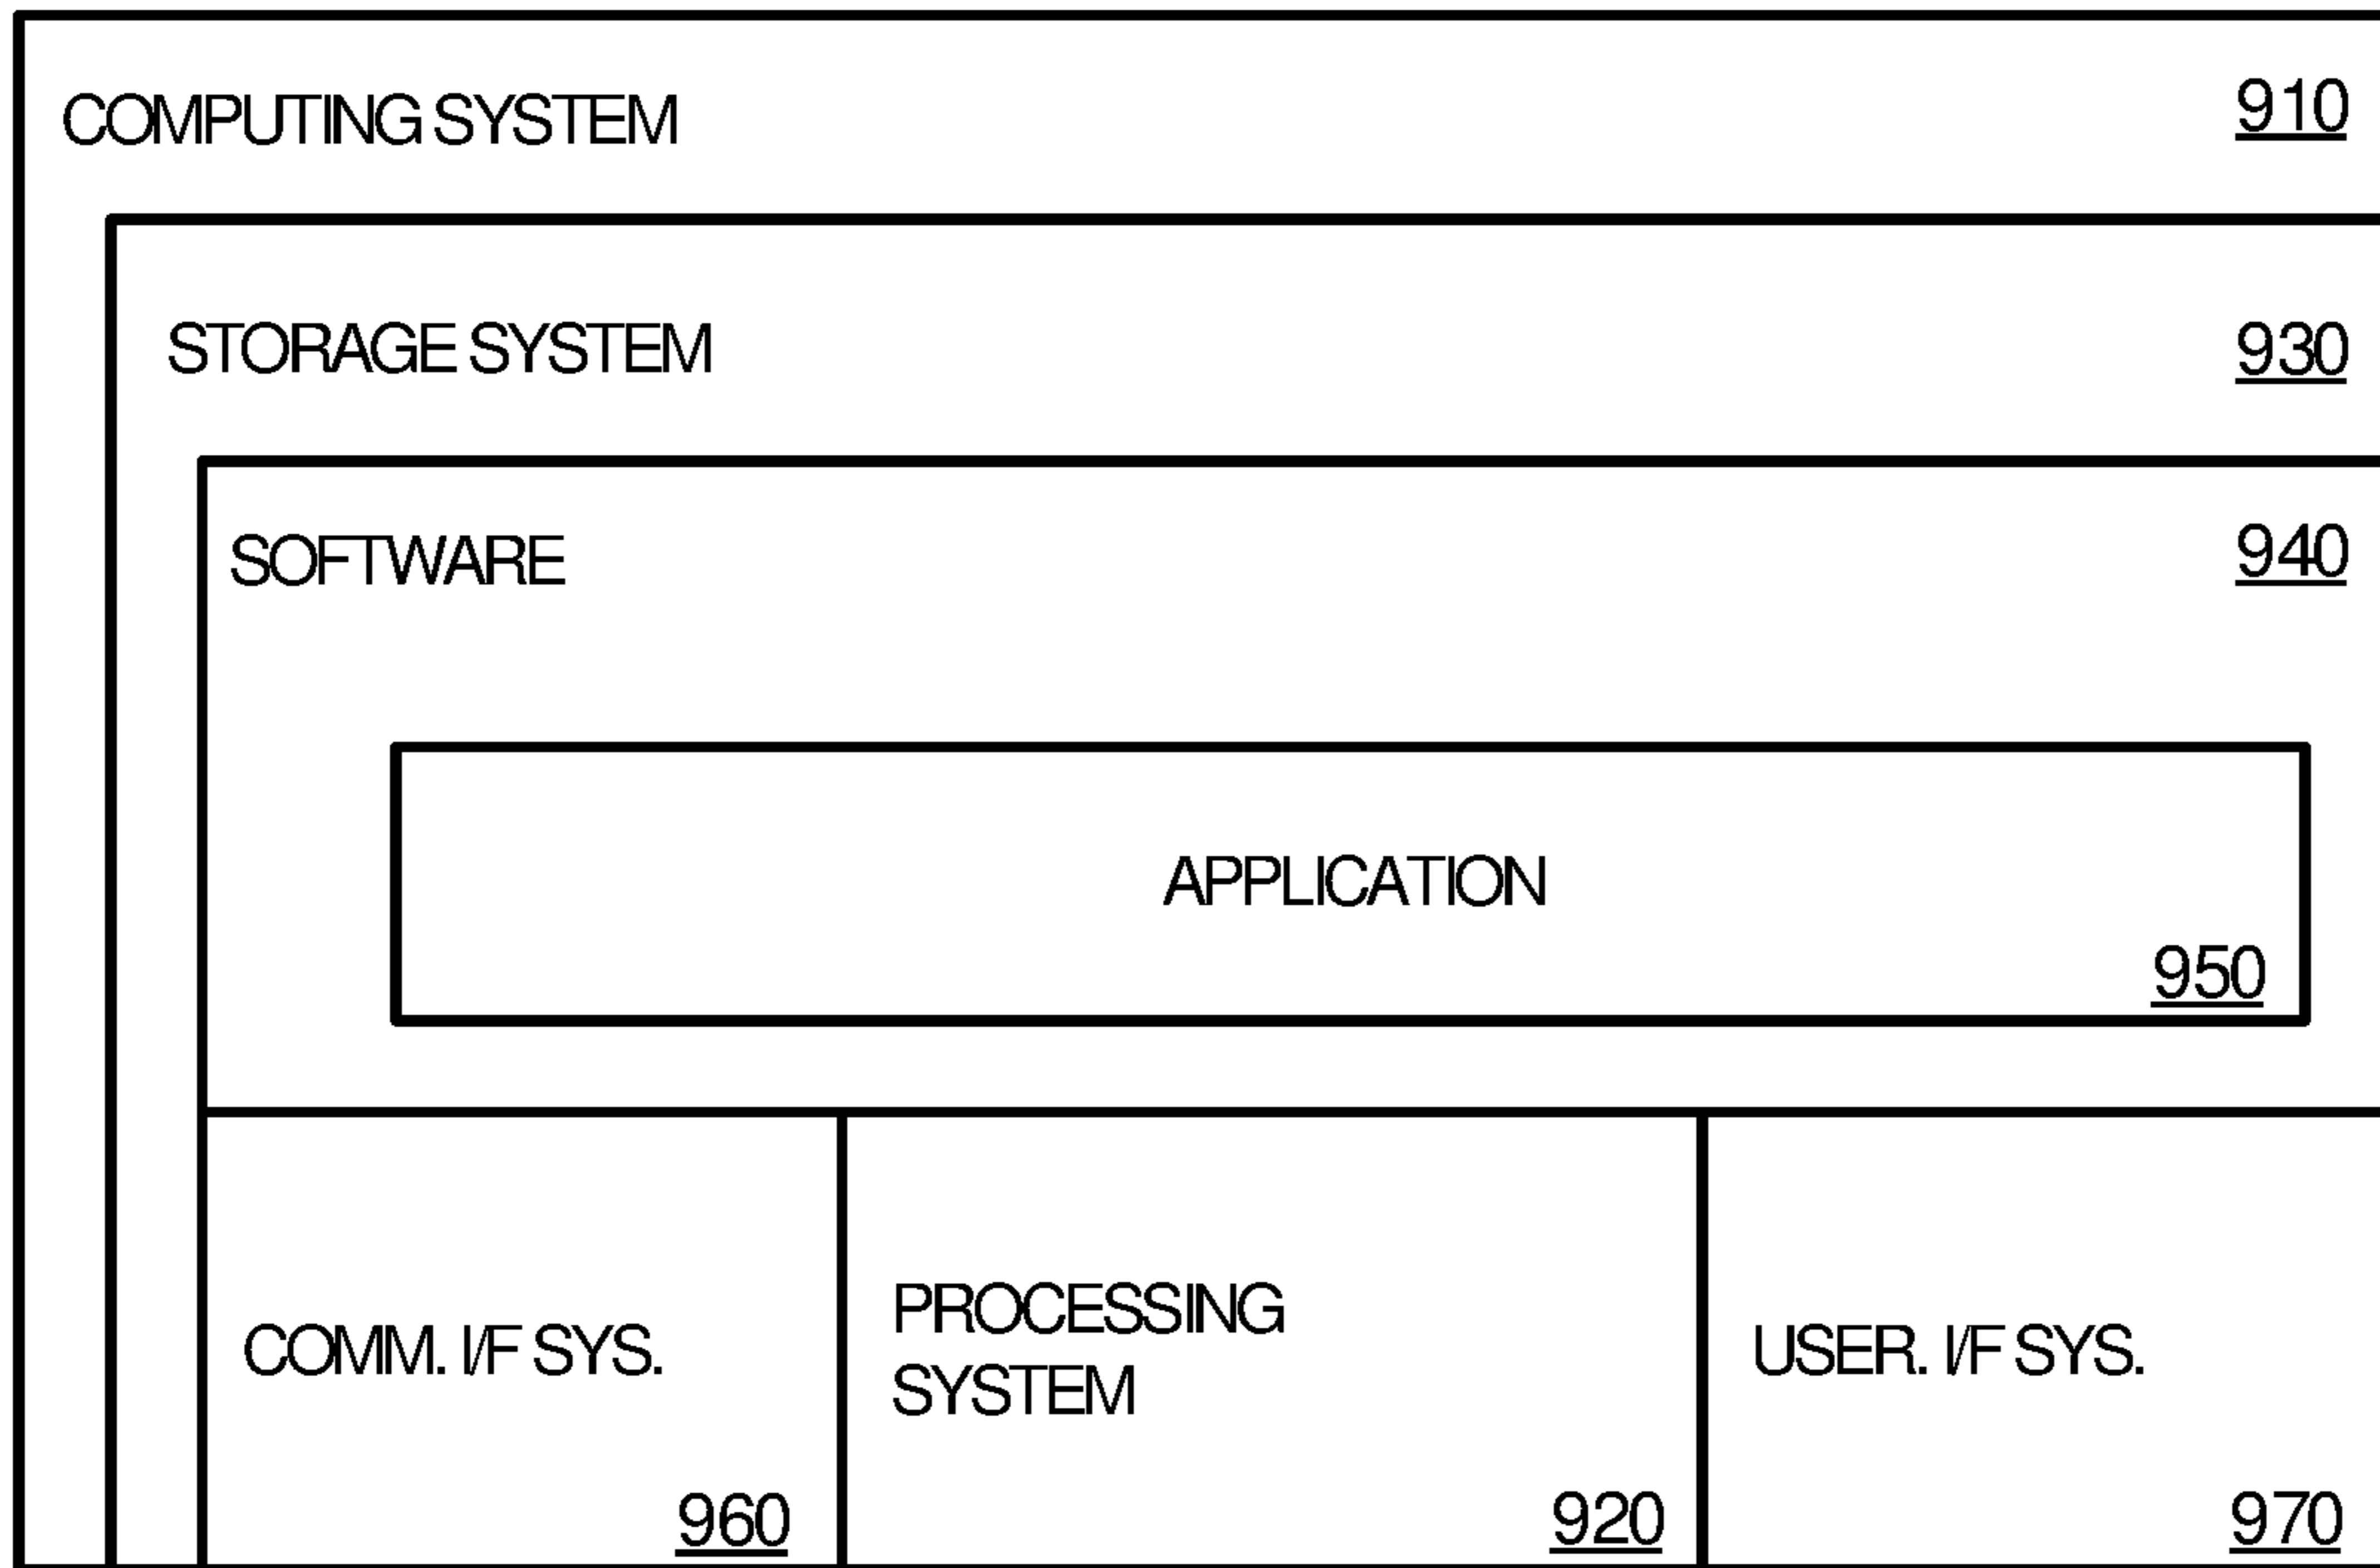 COMPUTING SYSTEM 910
STORAGE SYSTEM 930
SOFTWARE 940
APPLICATION
950
COMM. I/F SYS.
960
PROCESSING
SYSTEM
920
USER. I/F SYS.
970